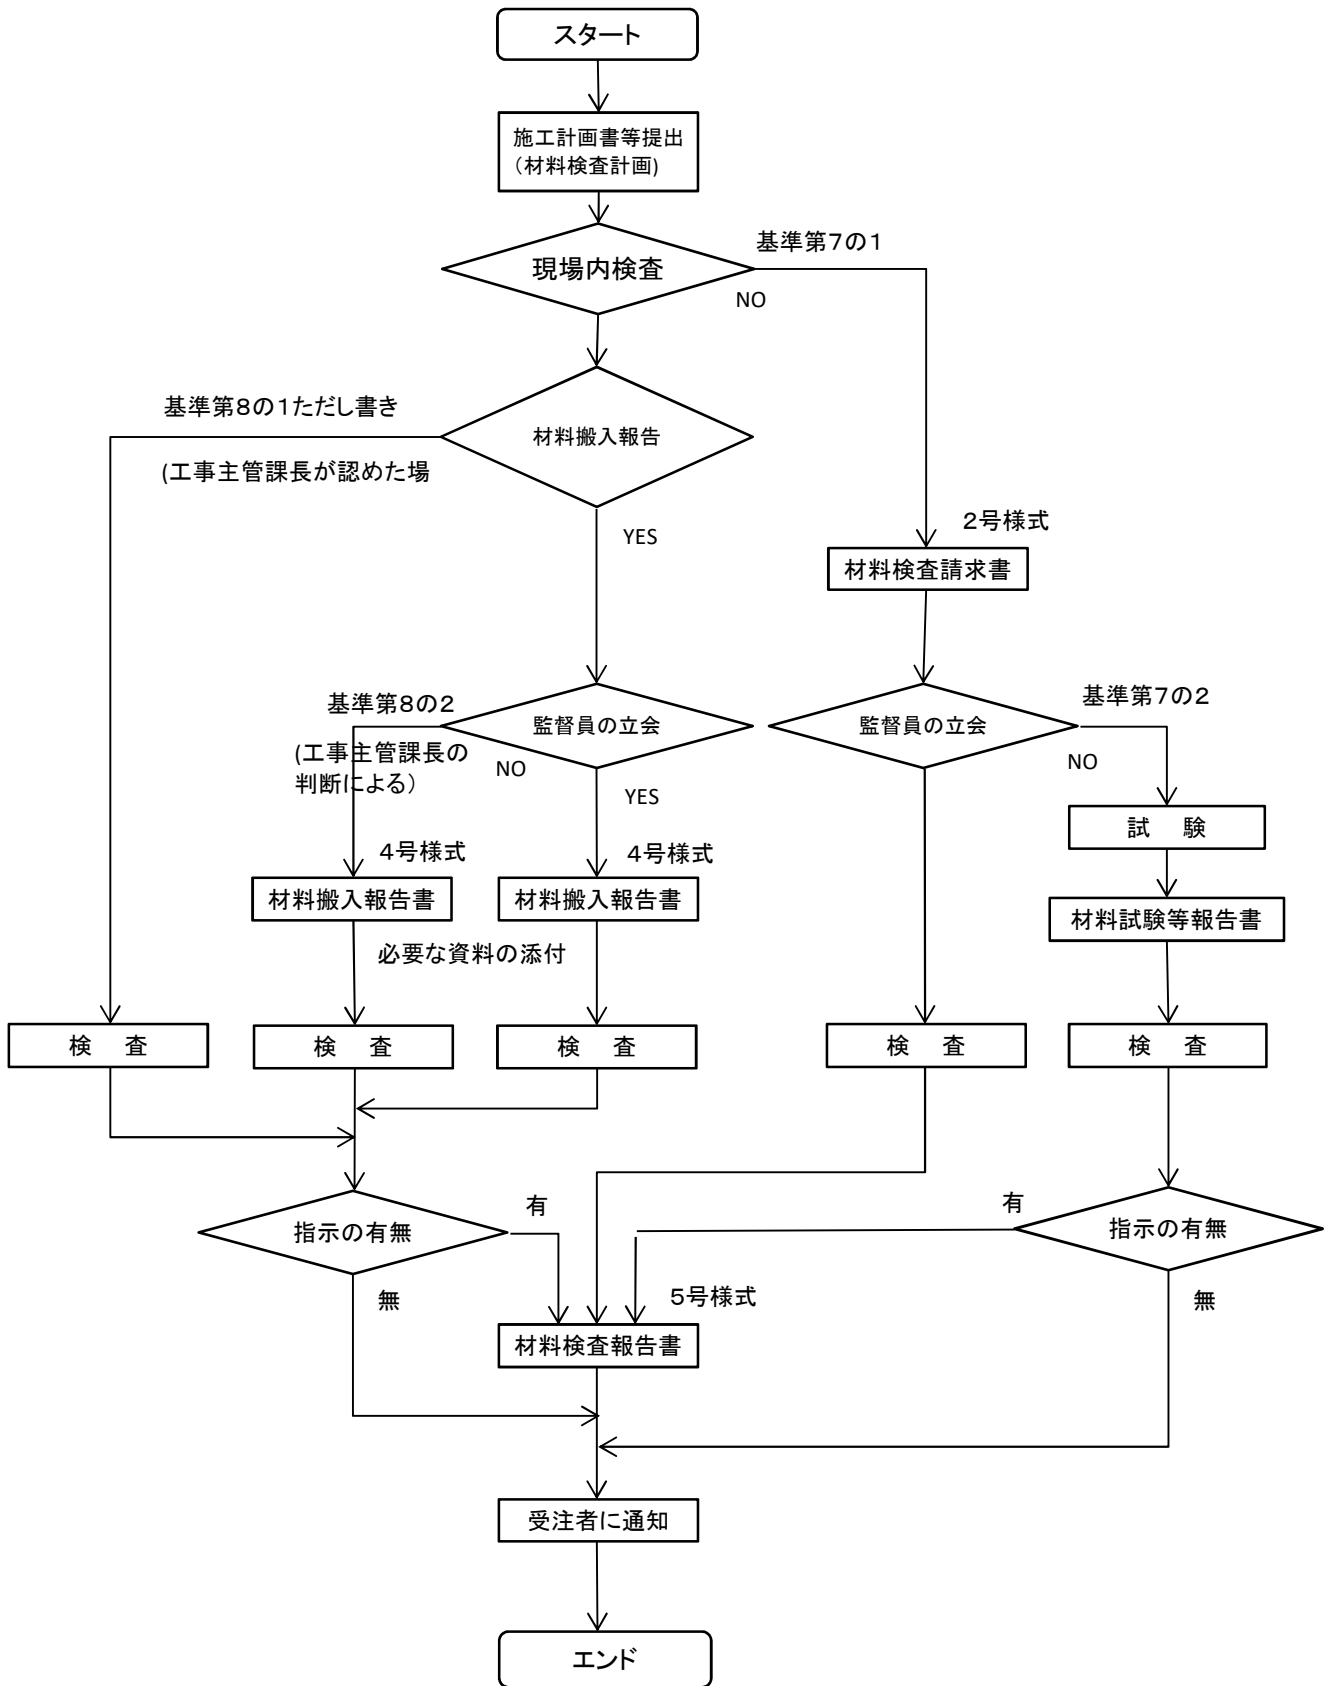 スタート
施工計画書等提出
（材料検査計画)
基準第７の１
現場内検査
NO
基準第８の１ただし書き
材料搬入報告
(工事主管課長が認めた場
２号様式
YES
材料検査請求書
基準第７の２
基準第８の２
監督員の立会
監督員の立会
(工事主管課長の
判断による）
NO
NO
YES
試　験
４号様式
４号様式
材料搬入報告書
材料搬入報告書
材料試験等報告書
必要な資料の添付
検　査
検　査
検　査
検　査
検　査
有
有
指示の有無
指示の有無
無
５号様式
無
材料検査報告書
受注者に通知
エンド